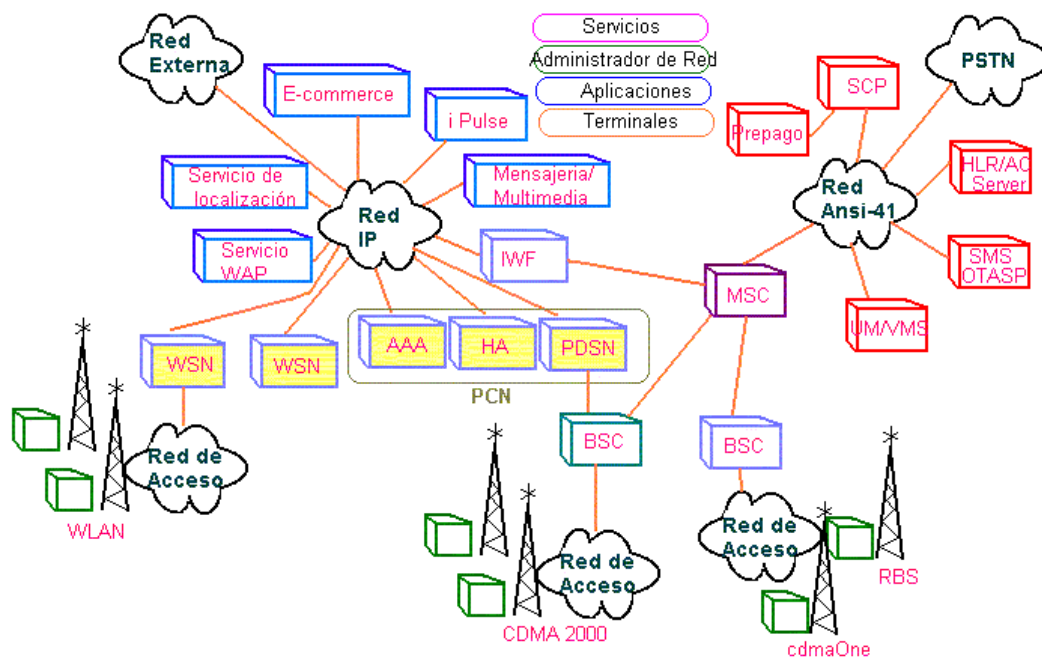 Servicios
Administrador de Red
Aplicaciones
Terminales
Red
Externa
E-commerce
i Pulse
Servicio de
localización
Mensajeria/
Multimedia
Red
IP
Servicio
WAP
IWF
SCP
Prepago
PSTN
HLR/AC
Server
Red
Ansi-41
SMS
OTASP
MSC
UM/VMS
WSN
WSN
AAA
HA
PDSN
PCN
BSC
BSC
Red de
Acceso
WLAN
Red de
Acceso
CDMA 2000
Red de
Acceso
RBS
cdmaOne